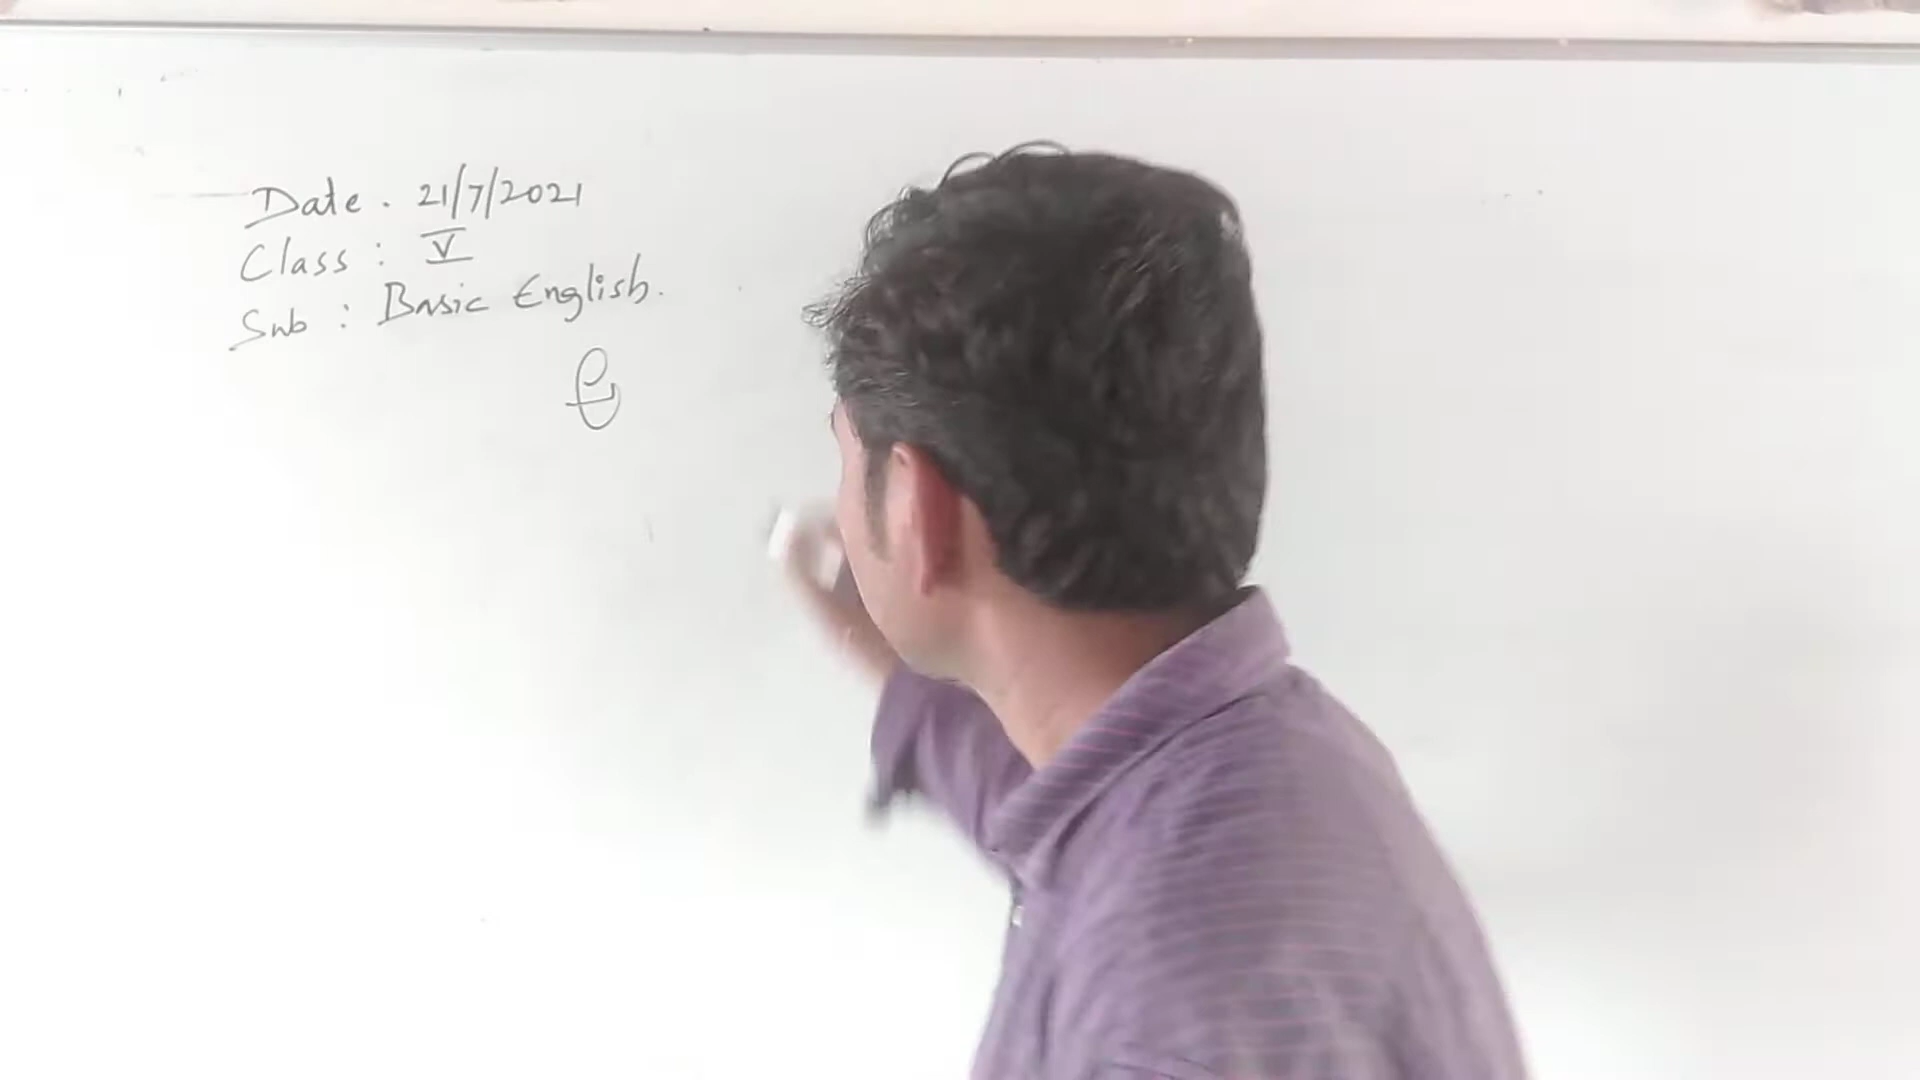 Date . 21/7/2021
Class : V
Sub : Basic English.